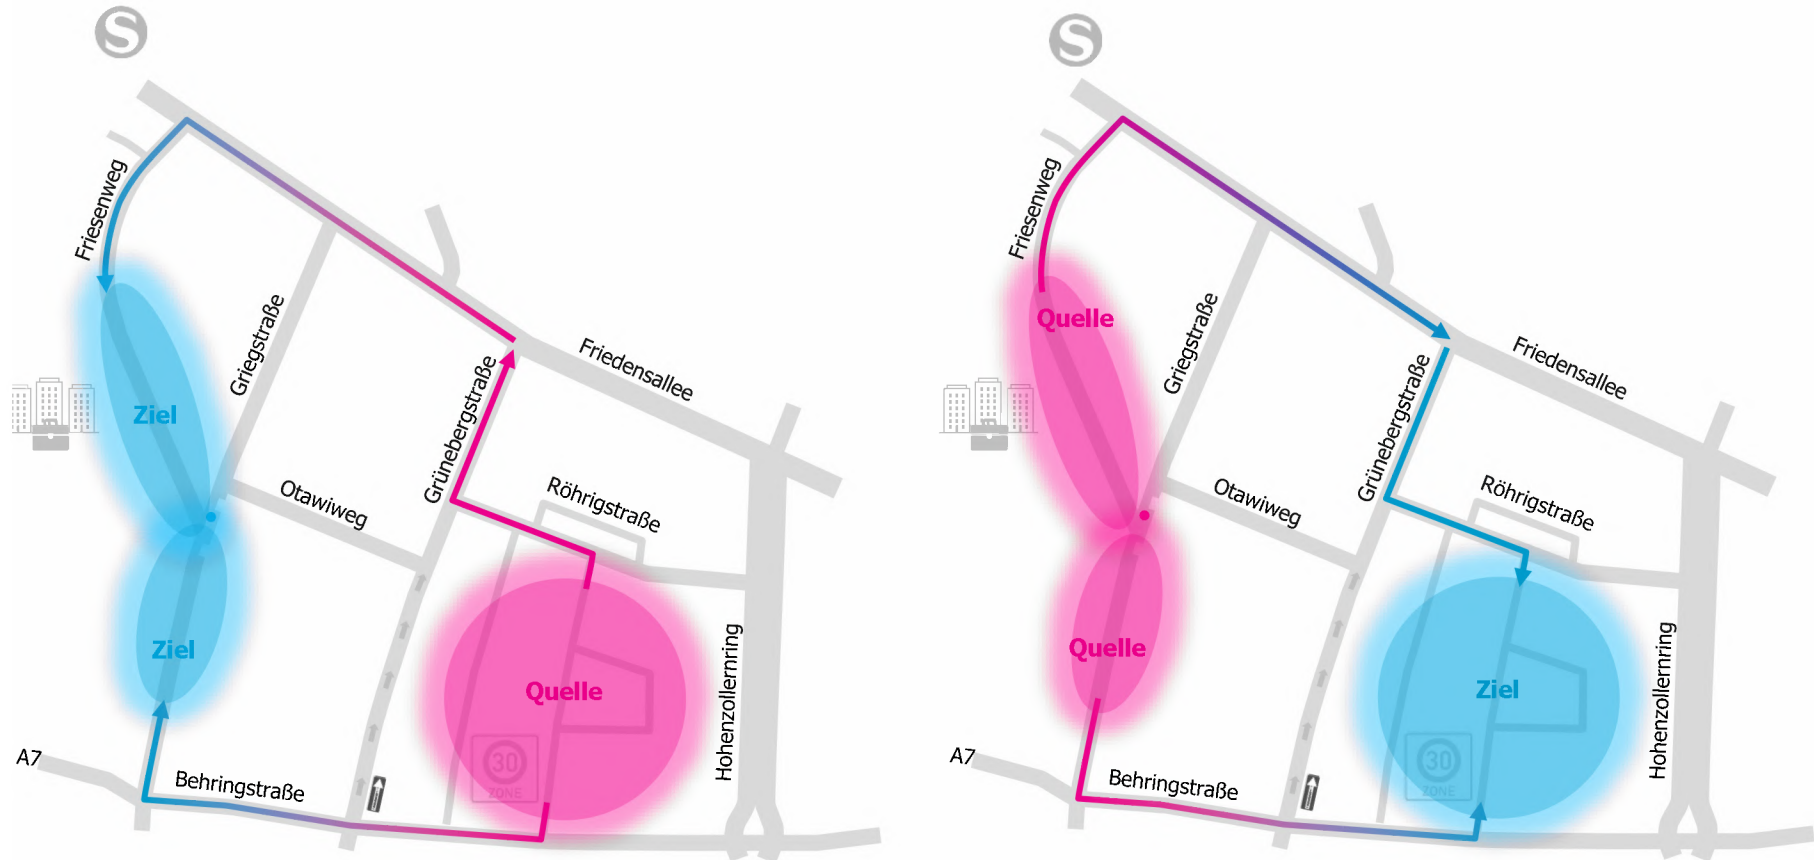 S
Friesenweg
Griegstraße
Friedensallee
Grünebergstraße
Ziel
Otawiweg
Röhrigstraße
Ziel
Quelle
Hohenzollernring
30
ZONE
A7
Behringstraße
S
Friesenweg
Quelle
Griegstraße
Friedensallee
Grünebergstraße
Otawiweg
Röhrigstraße
Quelle
Ziel
Hohenzollernring
30
ZONE
A7
Behringstraße